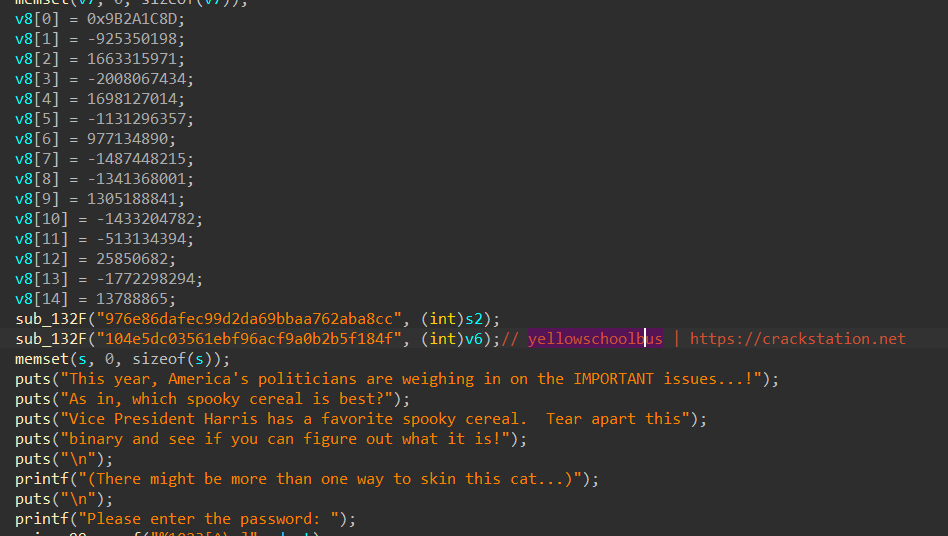 memset(v7, 0, sizeof(v7));
v8[0] = 0x9B2A1C8D;
v8[1] = -925350198;
v8[2] = 1663315971;
v8[3] = -2008067434;
v8[4] = 1698127014;
v8[5] = -1131296357;
v8[6] = 977134890;
v8[7] = -1487448215;
v8[8] = -1341368001;
v8[9] = 1305188841;
v8[10] = -1433204782;
v8[11] = -513134394;
v8[12] = 25850682;
v8[13] = -1772298294;
v8[14] = 13788865;
sub_132F("976e86dafec99d2da69bbaa762aba8cc", (int)s2);
sub_132F("104e5dc03561ebf96acf9a0b2b5f184f", (int)v6);// yellowschoolbus | https://crackstation.net
memset(s, 0, sizeof(s));
puts("This year, America's politicians are weighing in on the IMPORTANT issues...!");
puts("As in, which spooky cereal is best?");
puts("Vice President Harris has a favorite spooky cereal.  Tear apart this");
puts("binary and see if you can figure out what it is!");
puts("\n");
printf("(There might be more than one way to skin this cat...)");
puts("\n");
printf("Please enter the password: ");